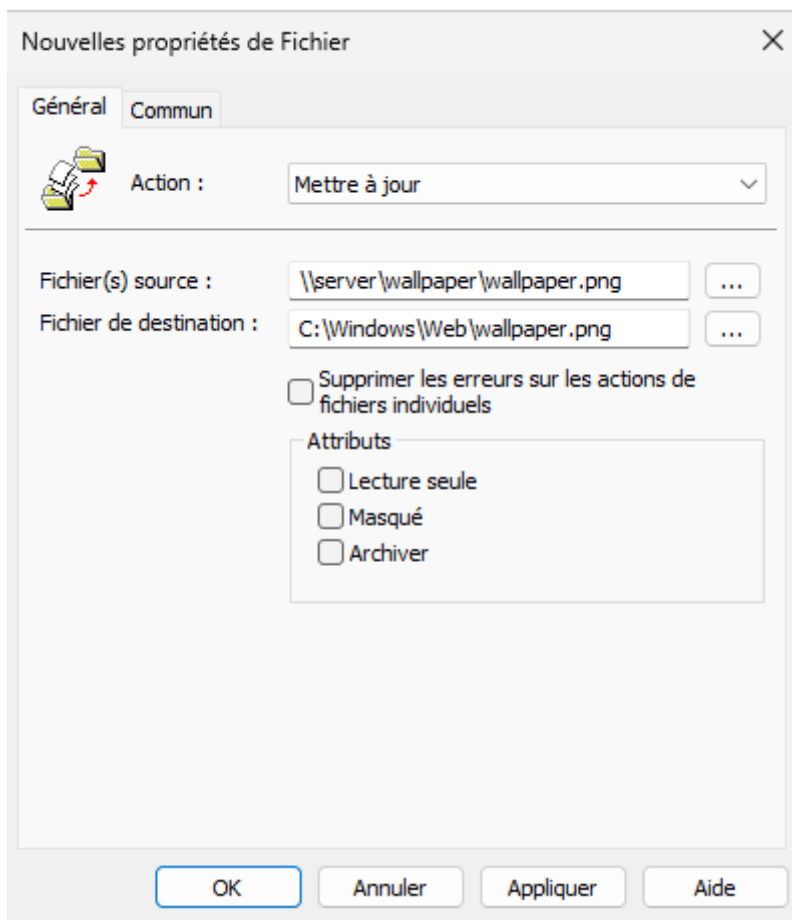 Nouvelles propriétés de Fichier
Général
Commun
Action :
Mettre à jour
Fichier(s) source :
\\server\wallpaper\wallpaper.png
...
Fichier de destination :
C:\Windows\Web\wallpaper.png
...
Supprimer les erreurs sur les actions de
fichiers individuels
Attributs
Lecture seule
Masqué
Archiver
OK
Annuler
Appliquer
Aide